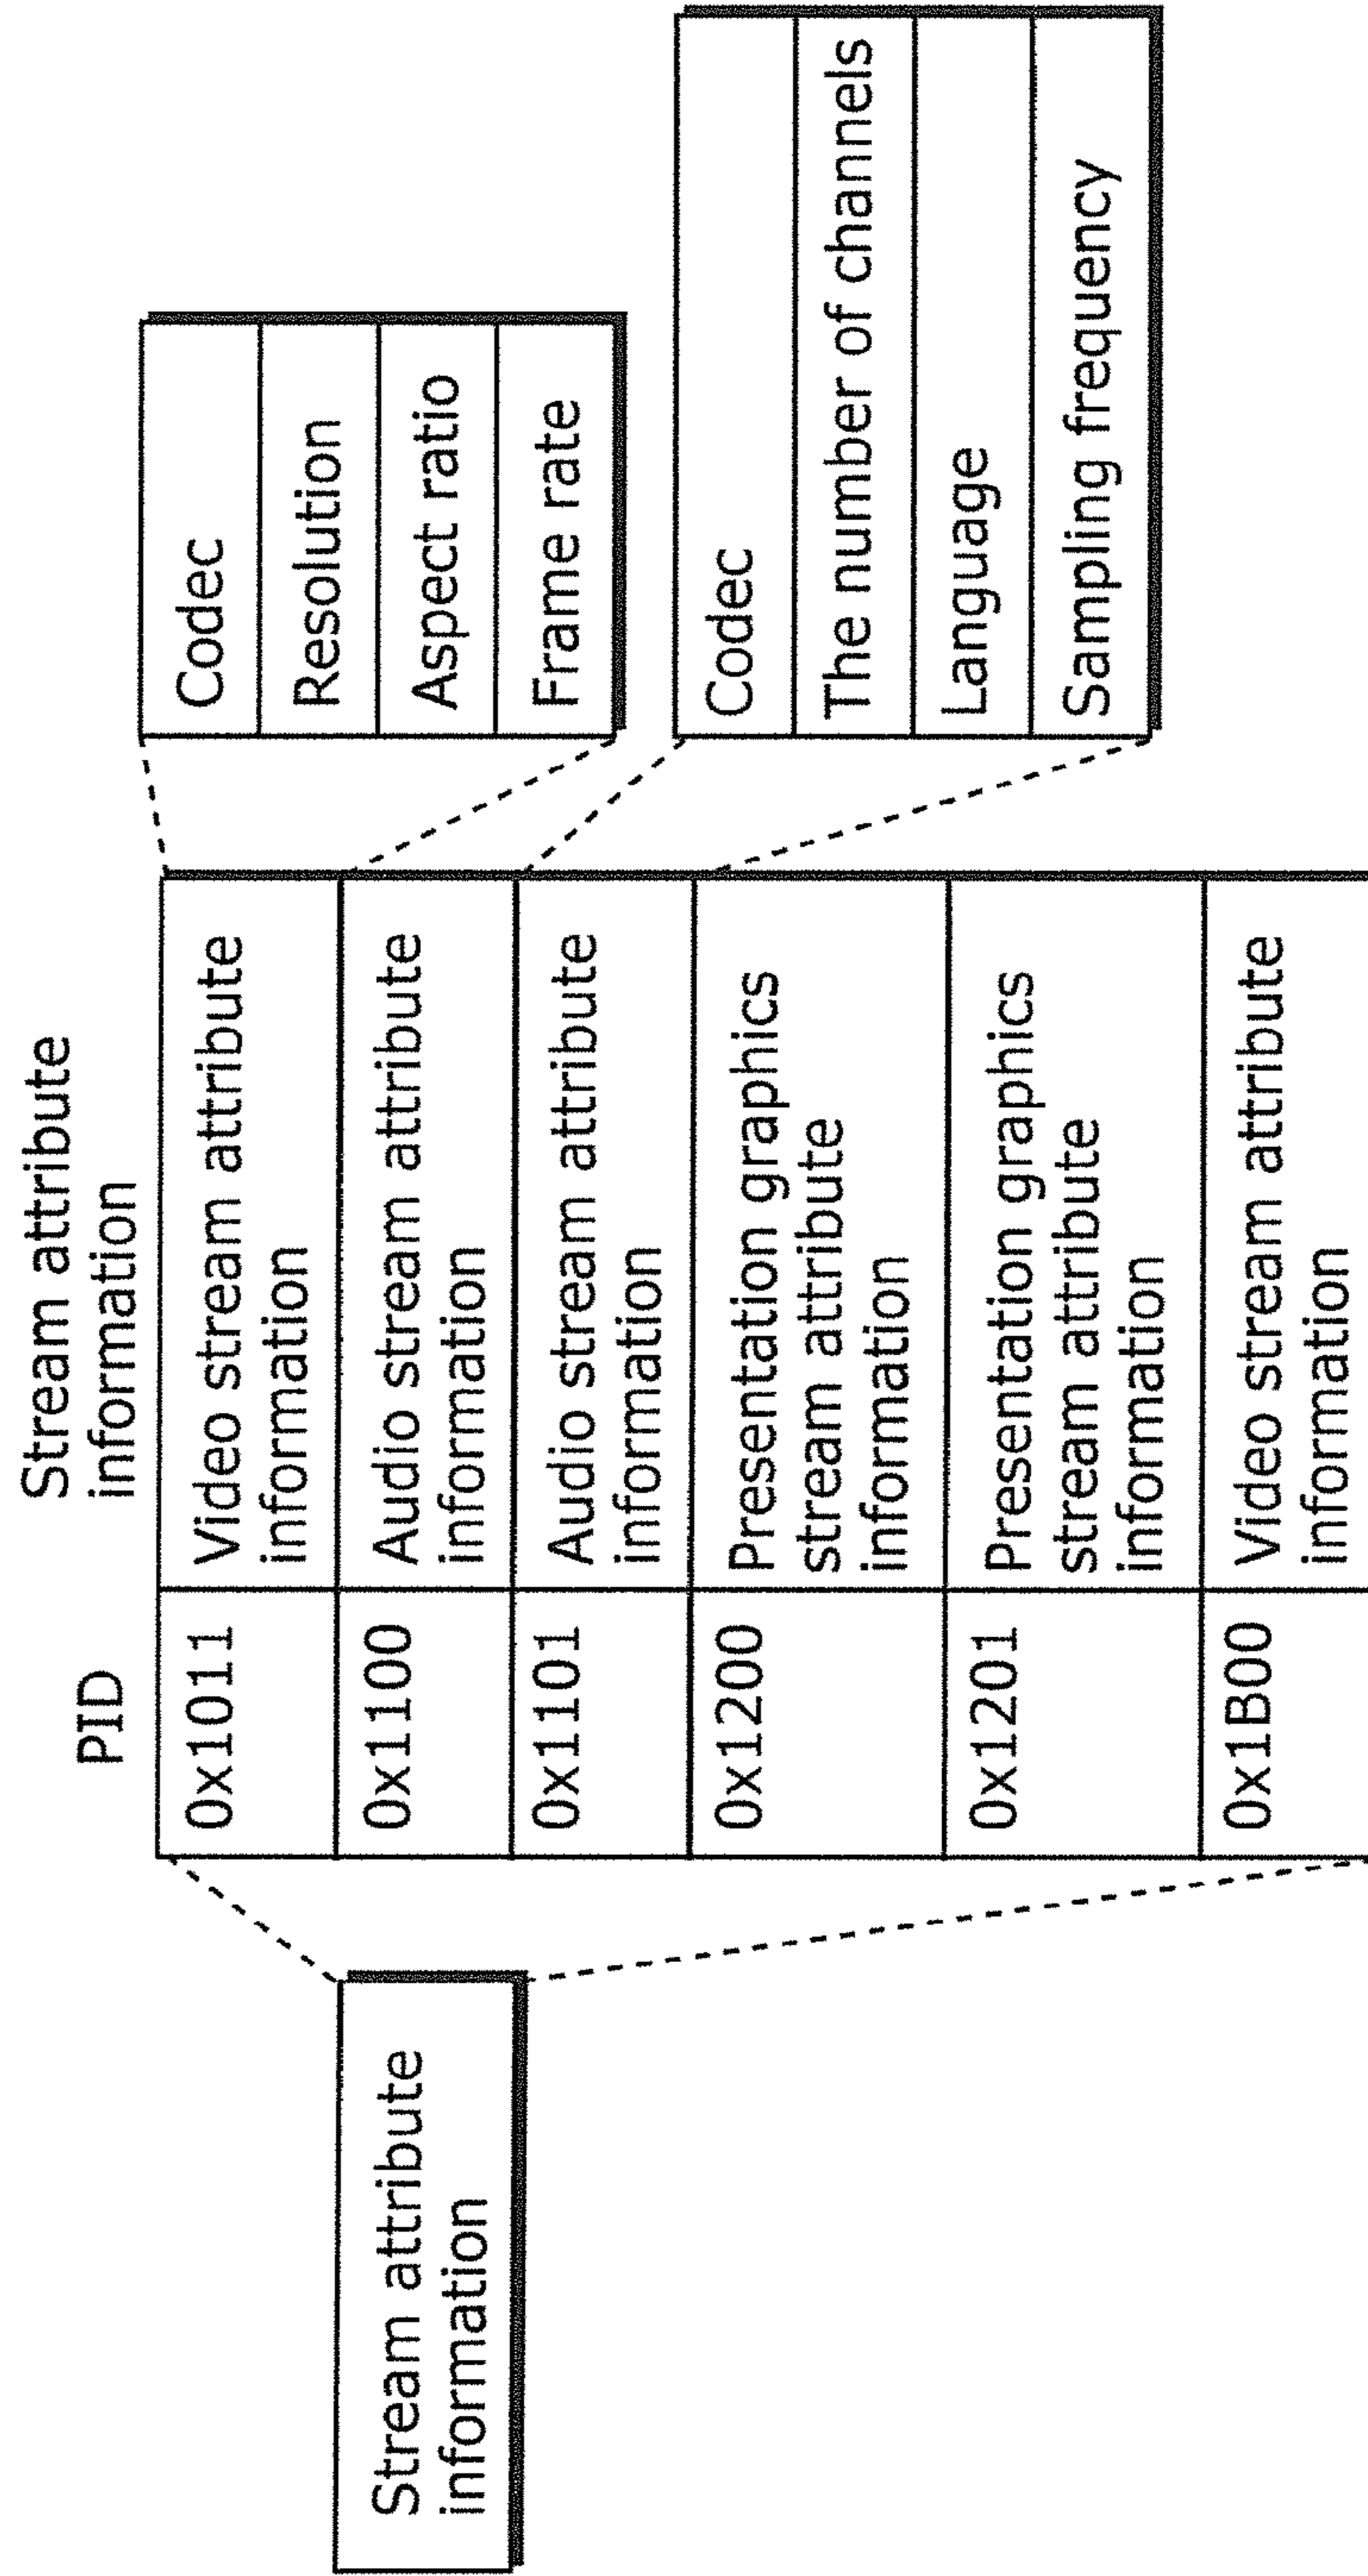 Stream attribute
information
PID
Stream attribute
information
0x1011
Video stream attribute
information
0x1100
Audio stream attribute
information
0x1101
Audio stream attribute
information
0x1200
Presentation graphics
stream attribute
information
0x1201
Presentation graphics
stream attribute
information
0x1B00
Video stream attribute
information
Codec
Resolution
Aspect ratio
Frame rate
Codec
The number of channels
Language
Sampling frequency